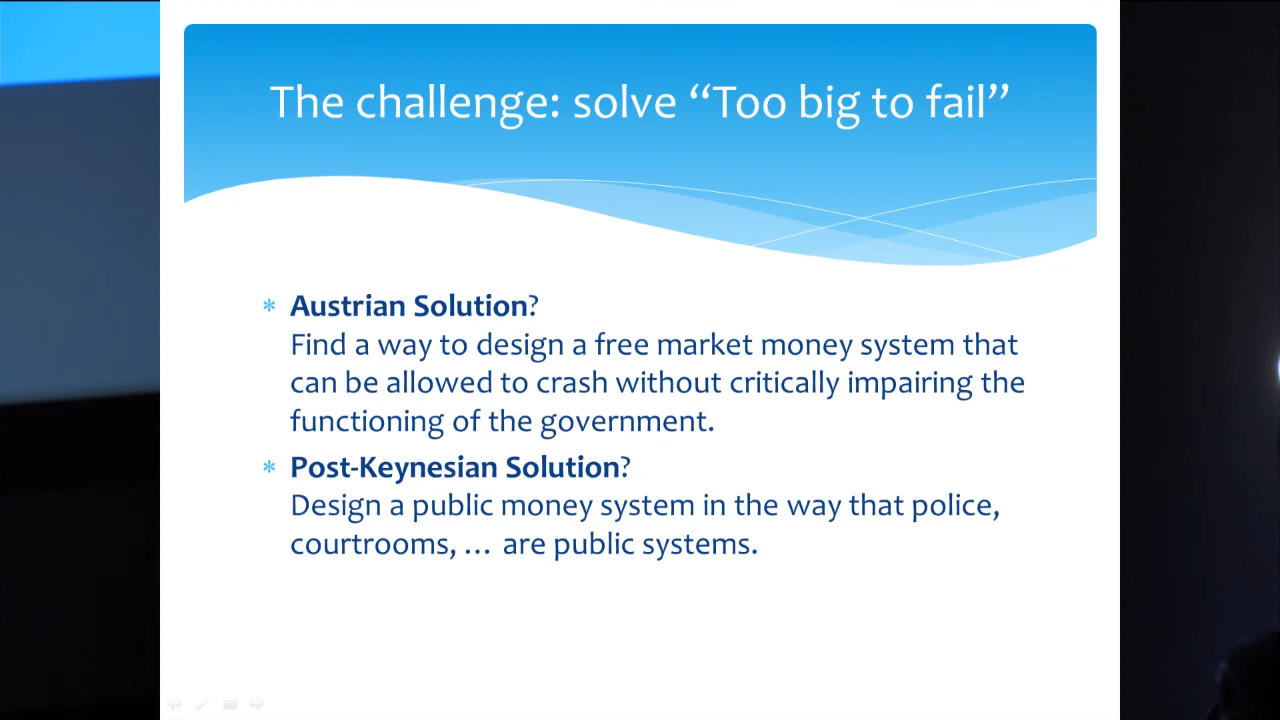 The challenge: solve “Too big to fail”
* Austrian Solution?
Find a way to design a free market money system that
can be allowed to crash without critically impairing the
functioning of the government.
* Post-Keynesian Solution?
Design a public money system in the way that police,
courtrooms, … are public systems.